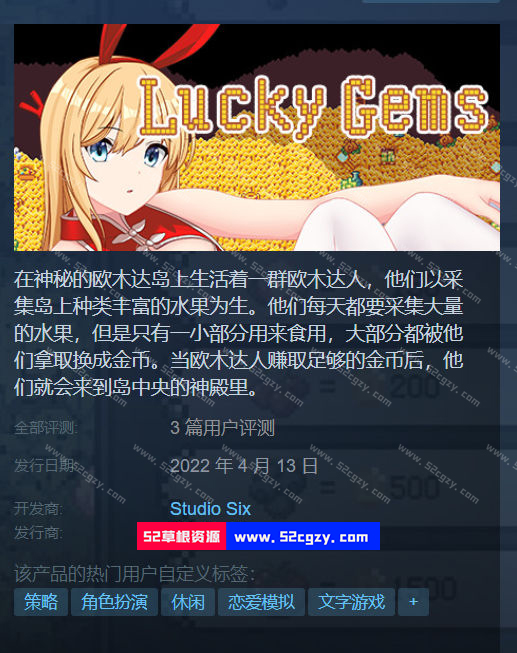 Lucky Gems
在神秘的欧木达岛上生活着一群欧木达人，他们以采
集岛上种类丰富的水果为生。他们每天都要采集大量
的水果，但是只有一小部分用来食用，大部分都被他
们拿取换成金币。当欧木达人赚取足够的金币后，他
们就会来到岛中央的神殿里。
= 200
全部评测: 3 篇用户评测
发行日期: 2022 年 4 月 13 日
= 500
开发商: Studio Six
发行商: 52草根资源 www.52cgzy.com
该产品的热门用户自定义标签:
1500
策略 角色扮演 休闲 恋爱模拟 文字游戏 +
www.52cgzy.com